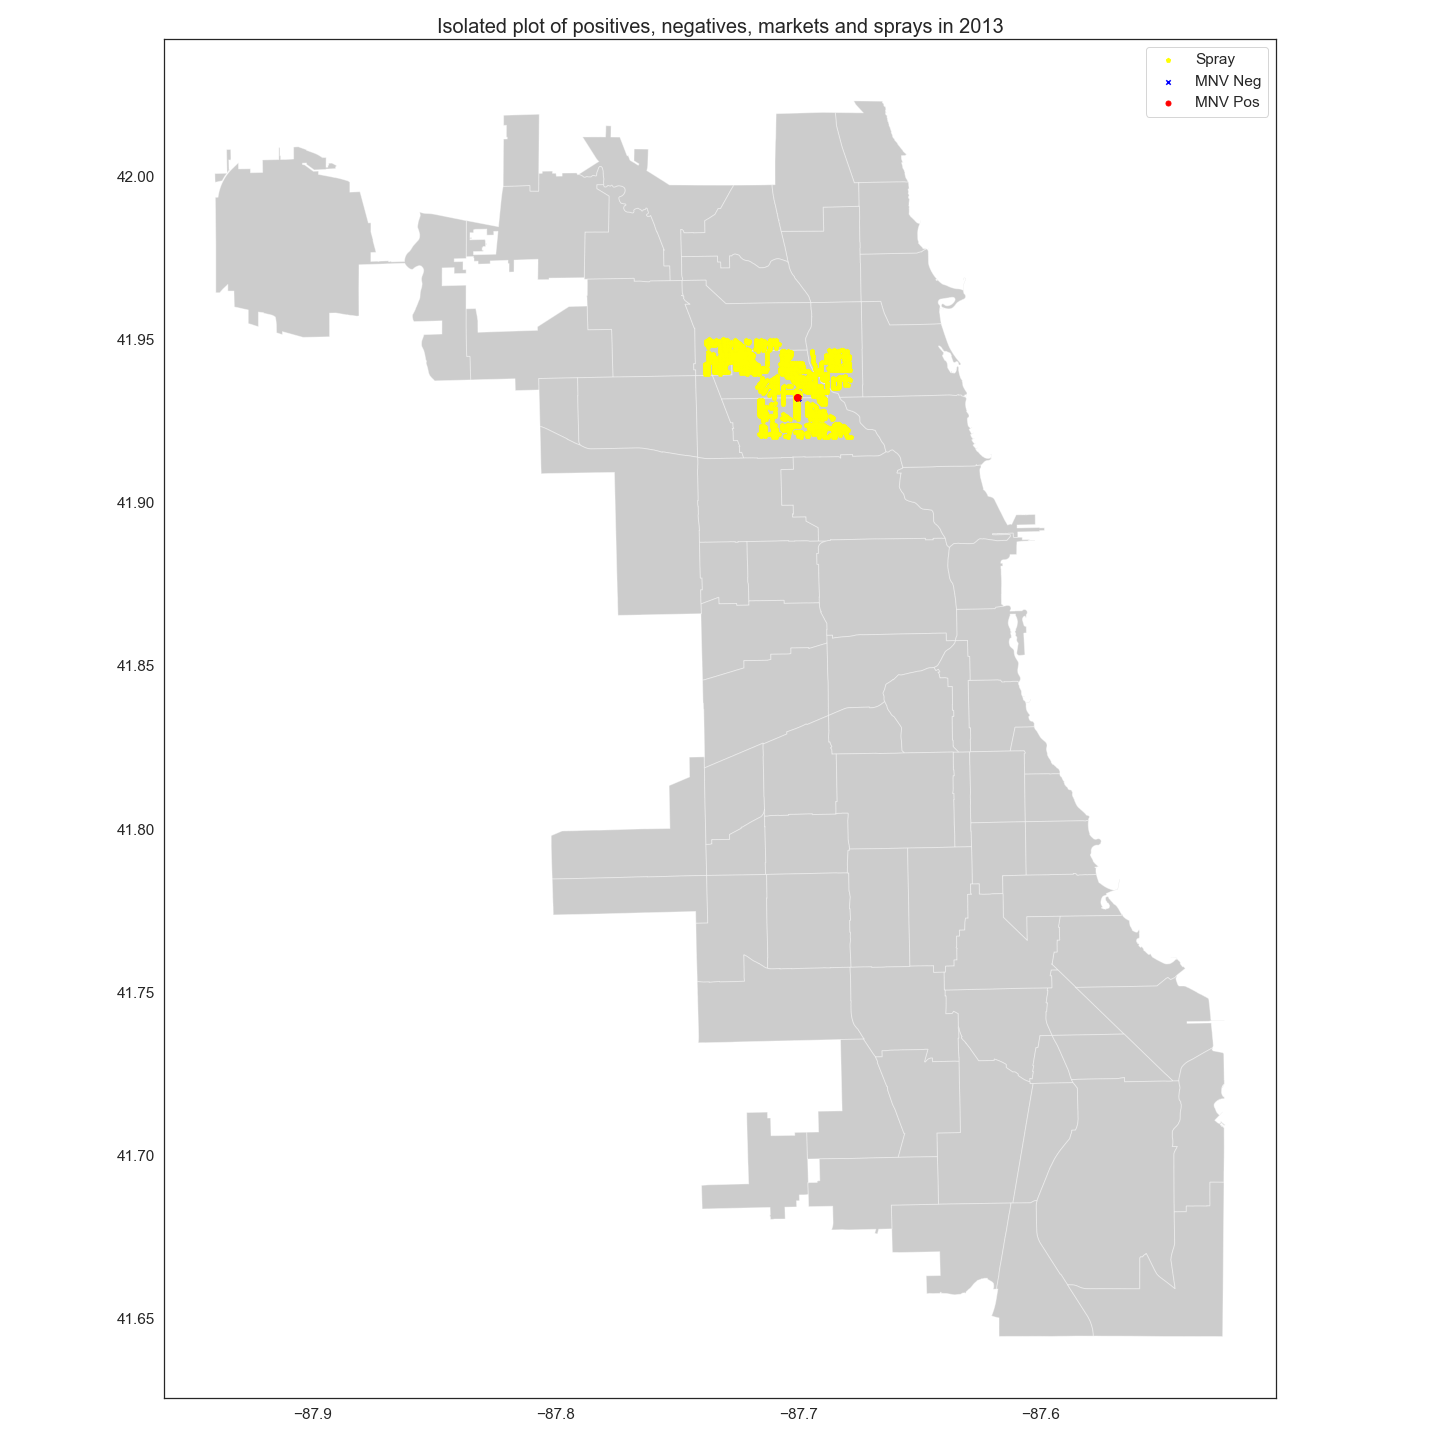 Isolated plot of positives, negatives, markets and sprays in 2013
Spray
MNV Neg
MNV Pos
42.00
41.95
41.90
41.85
41.80
41.75
41.70
41.65
−87.9 −87.8 −87.7 −87.6